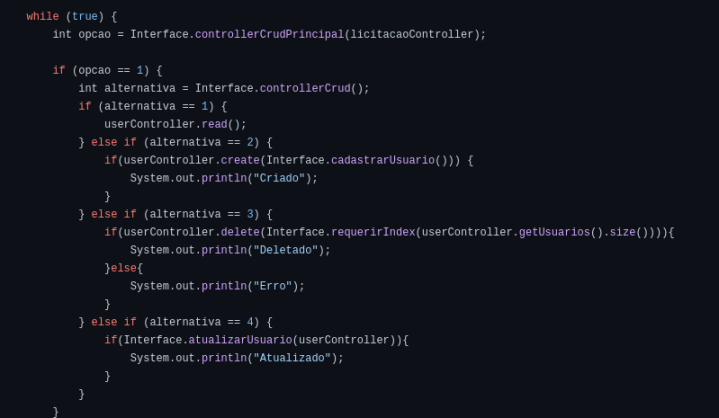 while (true) {
    int opcao = Interface.controllerCrudPrincipal(licitacaoController);

    if (opcao == 1) {
        int alternativa = Interface.controllerCrud();
        if (alternativa == 1) {
            userController.read();
        } else if (alternativa == 2) {
            if(userController.create(Interface.cadastrarUsuario())) {
                System.out.println("Criado");
            }
        } else if (alternativa == 3) {
            if(userController.delete(Interface.requerirIndex(userController.getUsuarios().size()))){
                System.out.println("Deletado");
            }else{
                System.out.println("Erro");
            }
        } else if (alternativa == 4) {
            if(Interface.atualizarUsuario(userController)){
                System.out.println("Atualizado");
            }
        }
    }